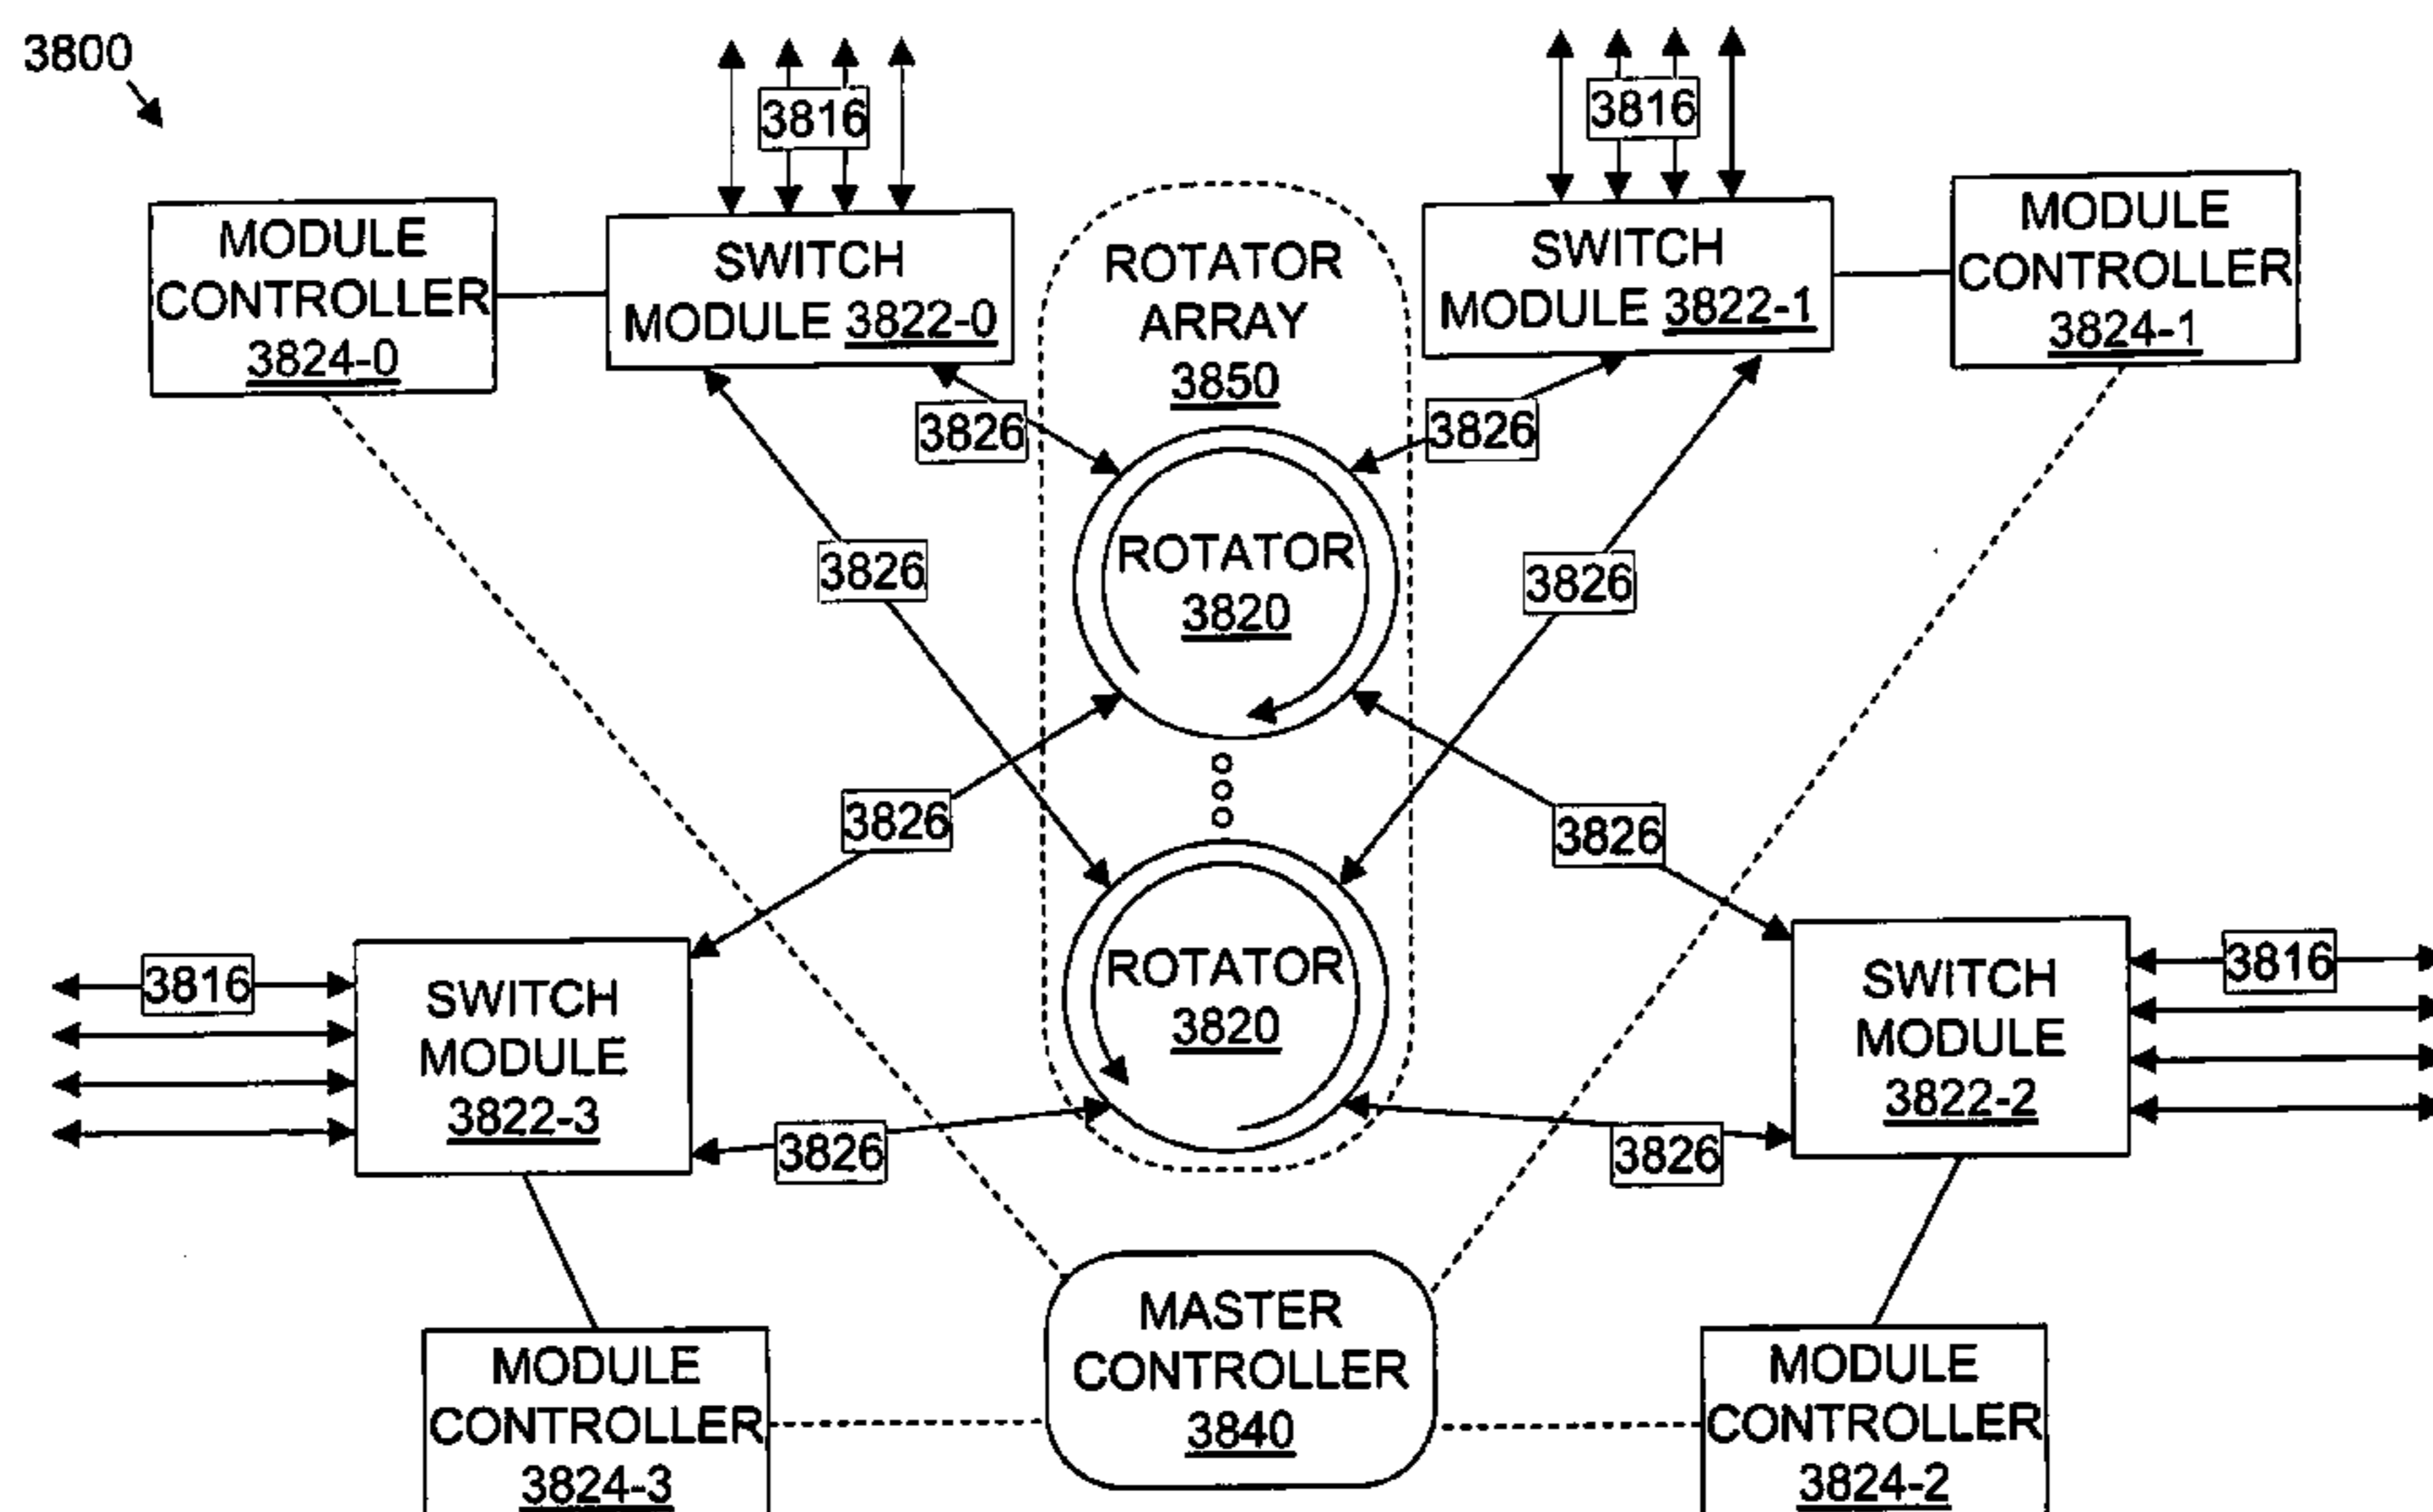 3800
3816
3816
MODULE
CONTROLLER
3824-0
SWITCH
MODULE 3822-0
ROTATOR
ARRAY
3850
SWITCH
MODULE 3822-1
MODULE
CONTROLLER
3824-1
3826
3826
ROTATOR
3820
3826
3826
3826
3826
3816
SWITCH
MODULE
3822-3
ROTATOR
3820
SWITCH
MODULE
3822-2
3816
3826
3826
MODULE
CONTROLLER
3824-3
MASTER
CONTROLLER
3840
MODULE
CONTROLLER
3824-2